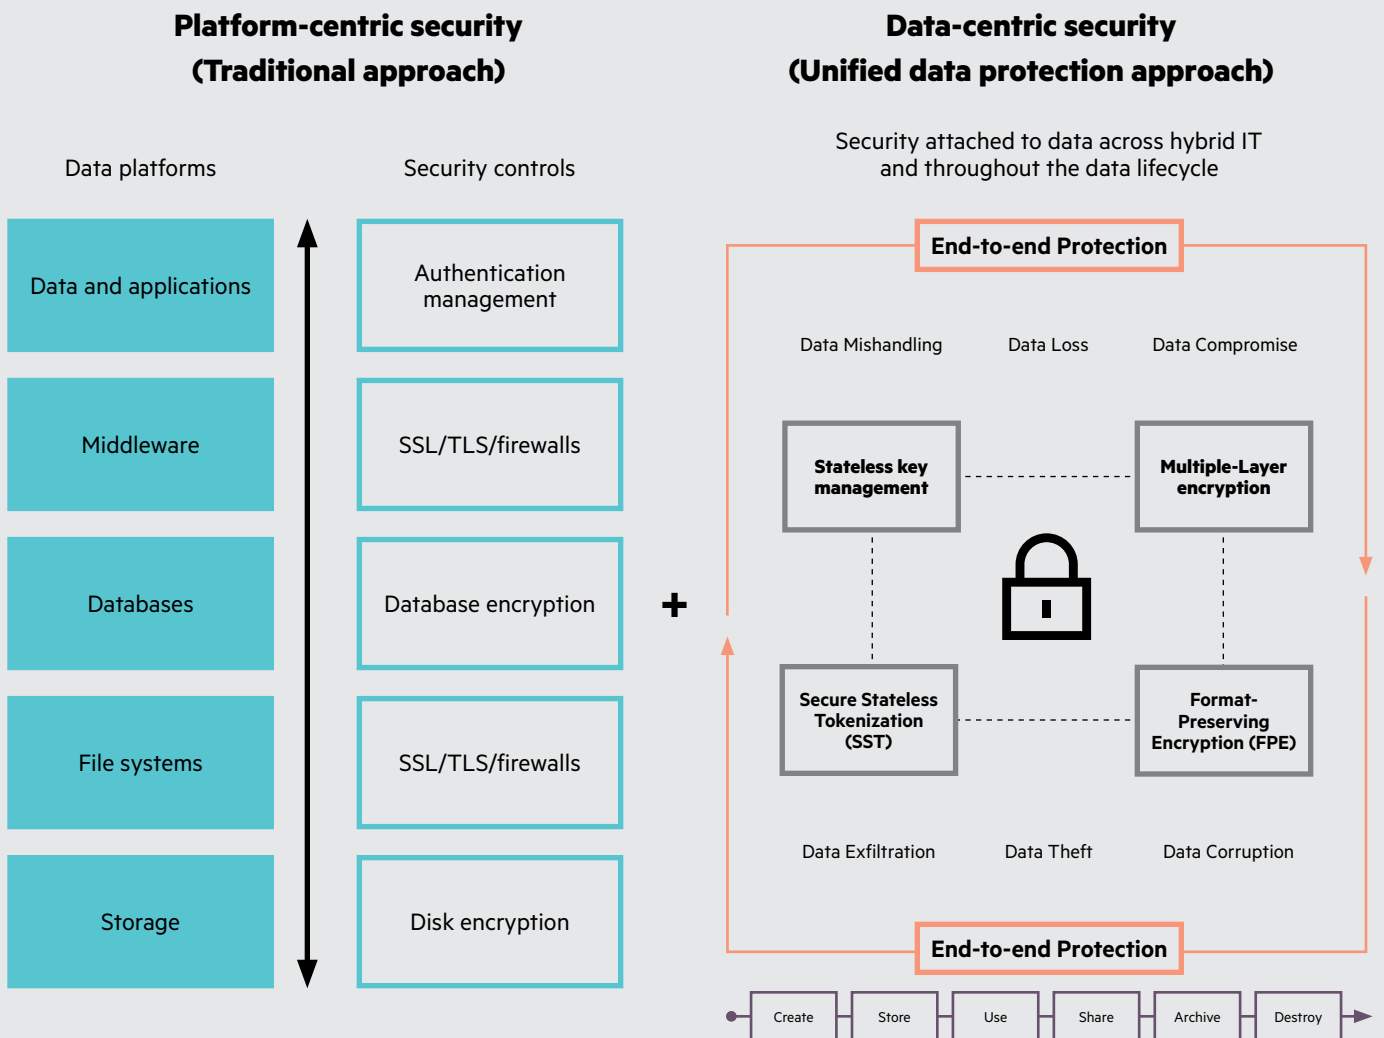 Platform-centric security
(Traditional approach)
Data platforms
Security controls
Data and applications
Authentication
management
Middleware
SSL/TLS/firewalls
Databases
Database encryption
File systems
SSL/TLS/firewalls
Storage
Disk encryption
+
Data-centric security
(Unified data protection approach)
Security attached to data across hybrid IT
and throughout the data lifecycle
End-to-end Protection
Data Mishandling
Data Loss
Data Compromise
Stateless key
management
Multiple-Layer
encryption
Secure Stateless
Tokenization
(SST)
Format-
Preserving
Encryption (FPE)
Data Exfiltration
Data Theft
Data Corruption
End-to-end Protection
Create
Store
Use
Share
Archive
Destroy